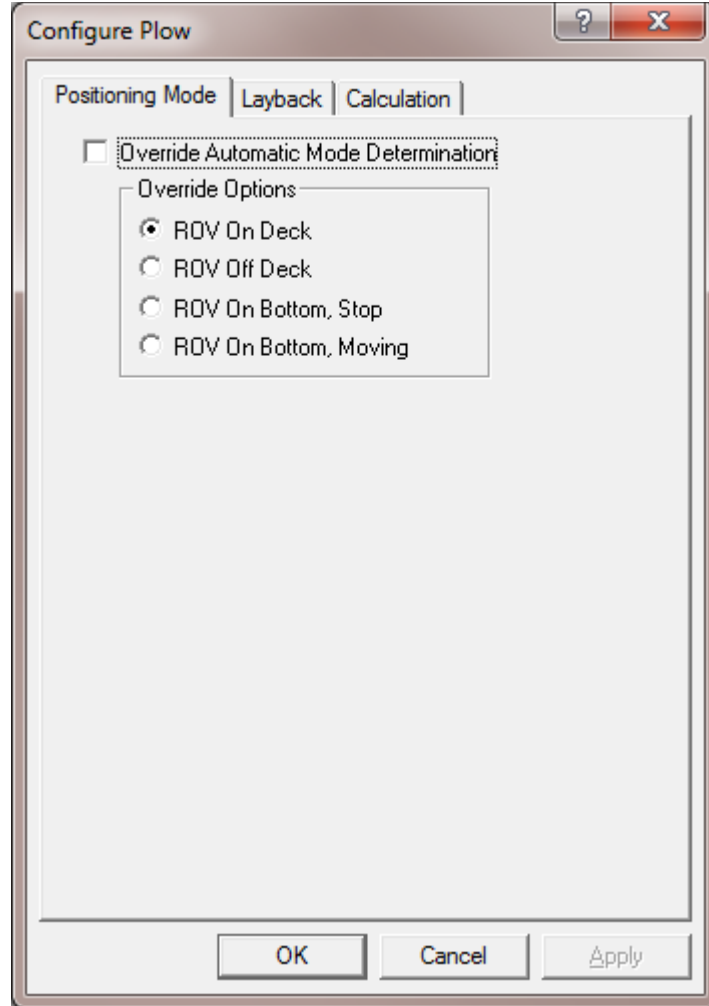 Configure Plow
Positioning Mode Layback Calculation
Override Automatic Mode Determination
Override Options
ROV On Deck
ROV Off Deck
ROV On Bottom, Stop
ROV On Bottom, Moving
OK Cancel Apply